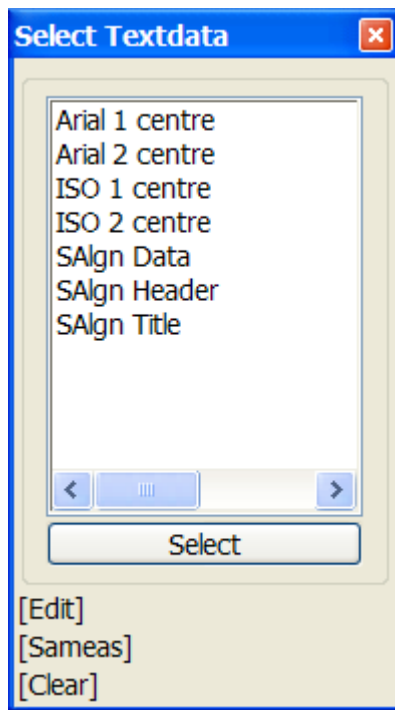 Select Textdata
Arial 1 centre
Arial 2 centre
ISO 1 centre
ISO 2 centre
SAlgn Data
SAlgn Header
SAlgn Title
Select
[Edit]
[Sameas]
[Clear]